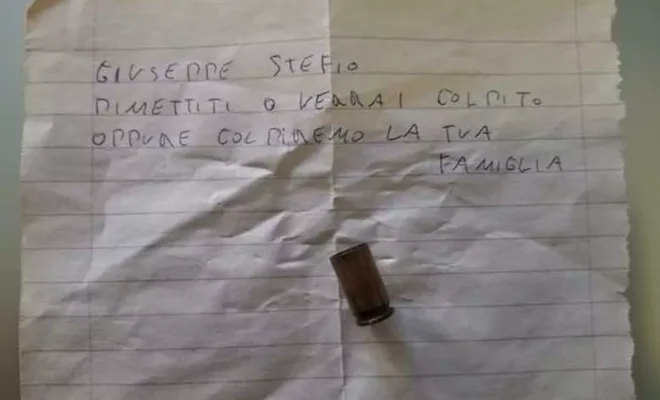 GIUSEPPE STEFIO
DIMETTITI O VERRAI COLPITO
OPPURE COLPIREMO LA TUA
FAMIGLIA